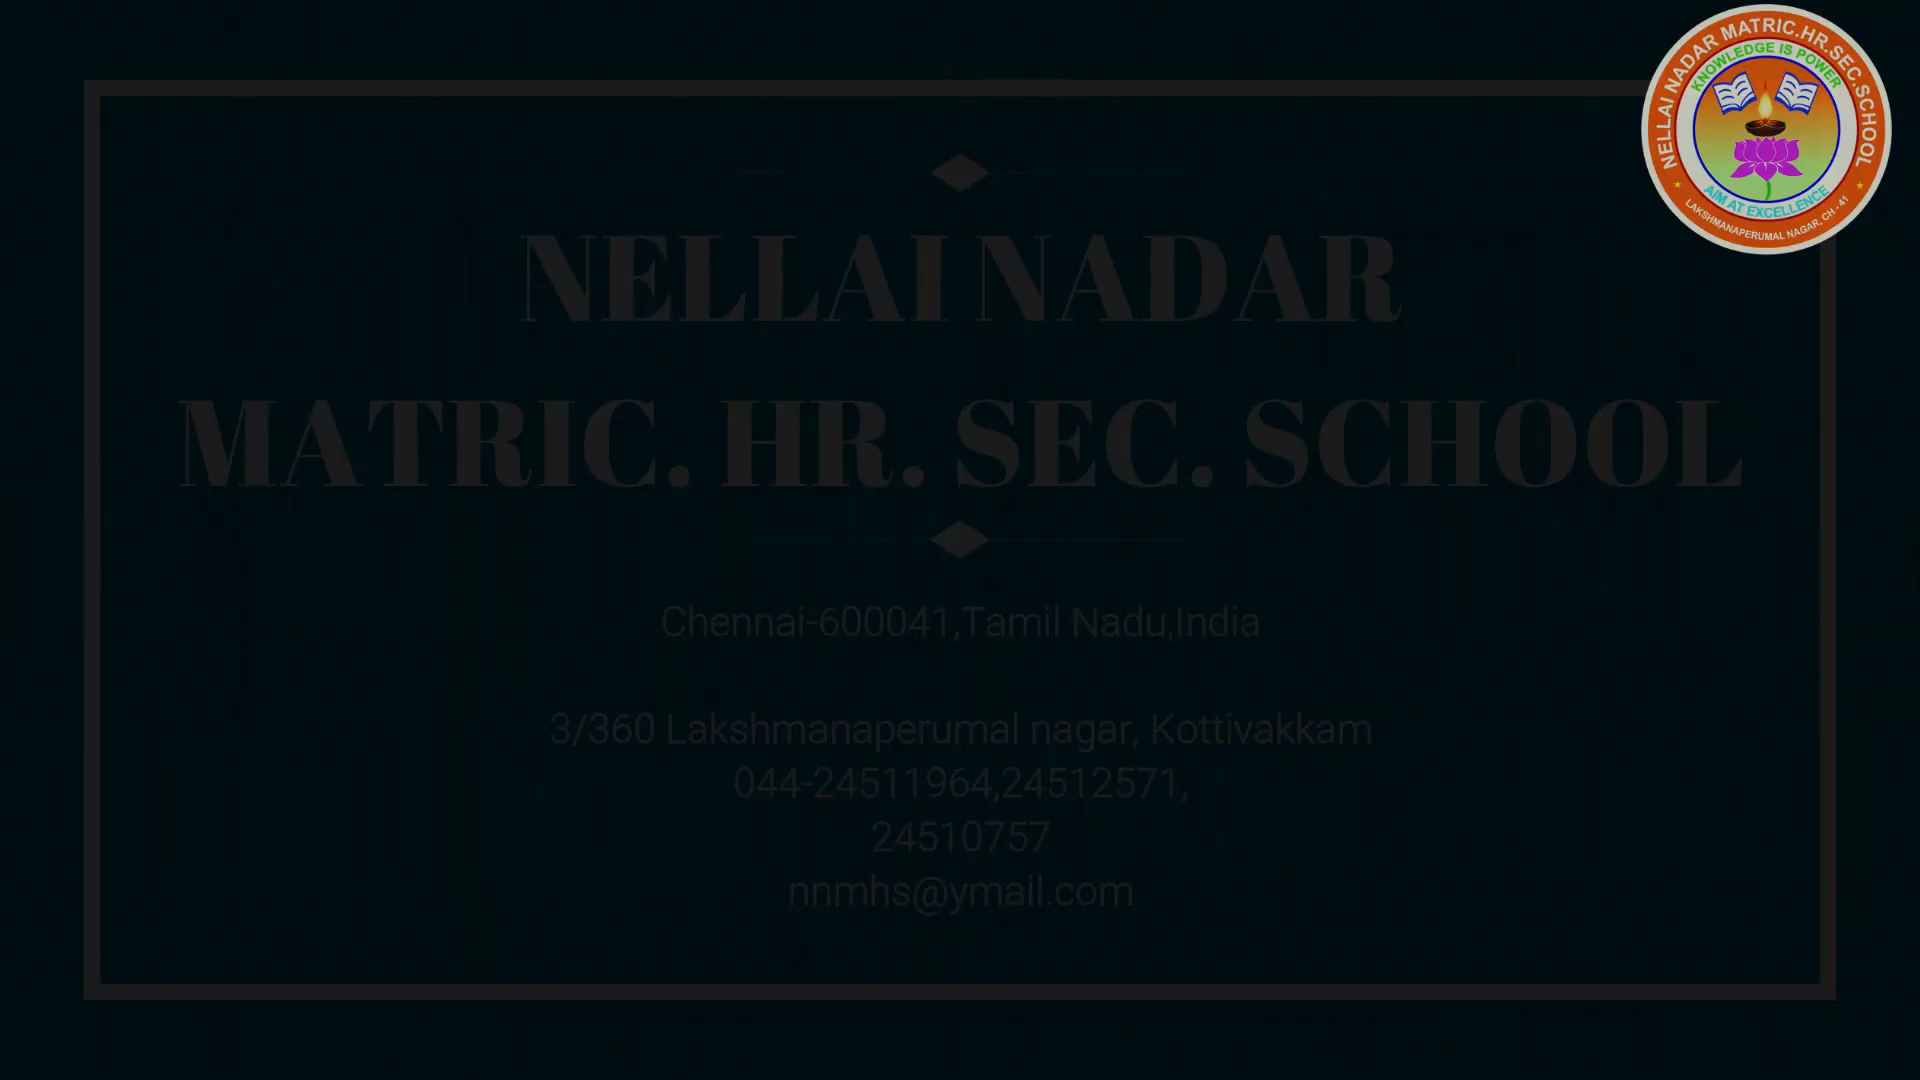 NELLAI NADAR MATRIC.HR.SEC.SCHOOL
KNOWLEDGE IS POWER
AIM AT EXCELLENCE
LAKSHMANAPERUMAL NAGAR, CH - 41
NELLAI NADAR
MATRIC. HR. SEC. SCHOOL
Chennai-600041,Tamil Nadu,India
3/360 Lakshmanaperumal nagar, Kottivakkam
044-24511964,24512571,
24510757
nnmhs@ymail.com